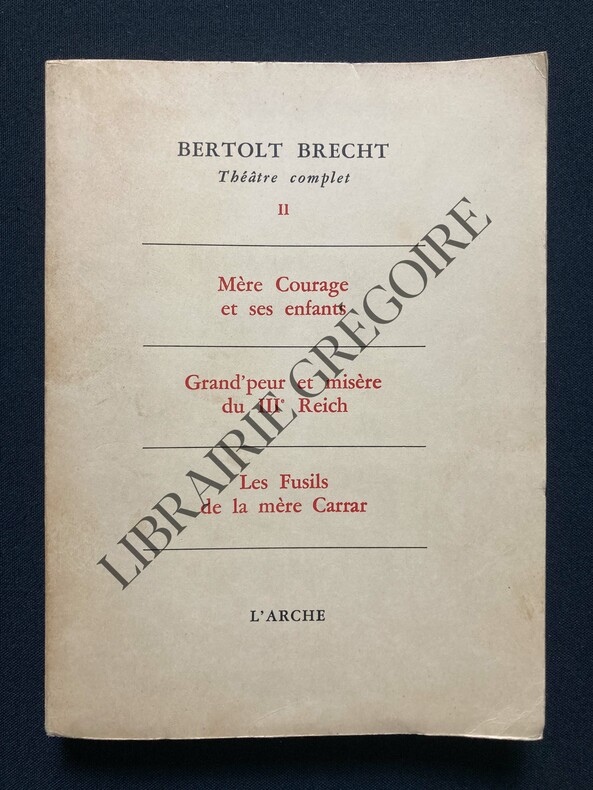 BERTOLT BRECHT
Théâtre complet
II
Mère Courage
et ses enfants
Grand'peur et misère
du IIIe Reich
Les Fusils
de la mère Carrar
L'ARCHE
LIBRAIRIE GRÉGOIRE